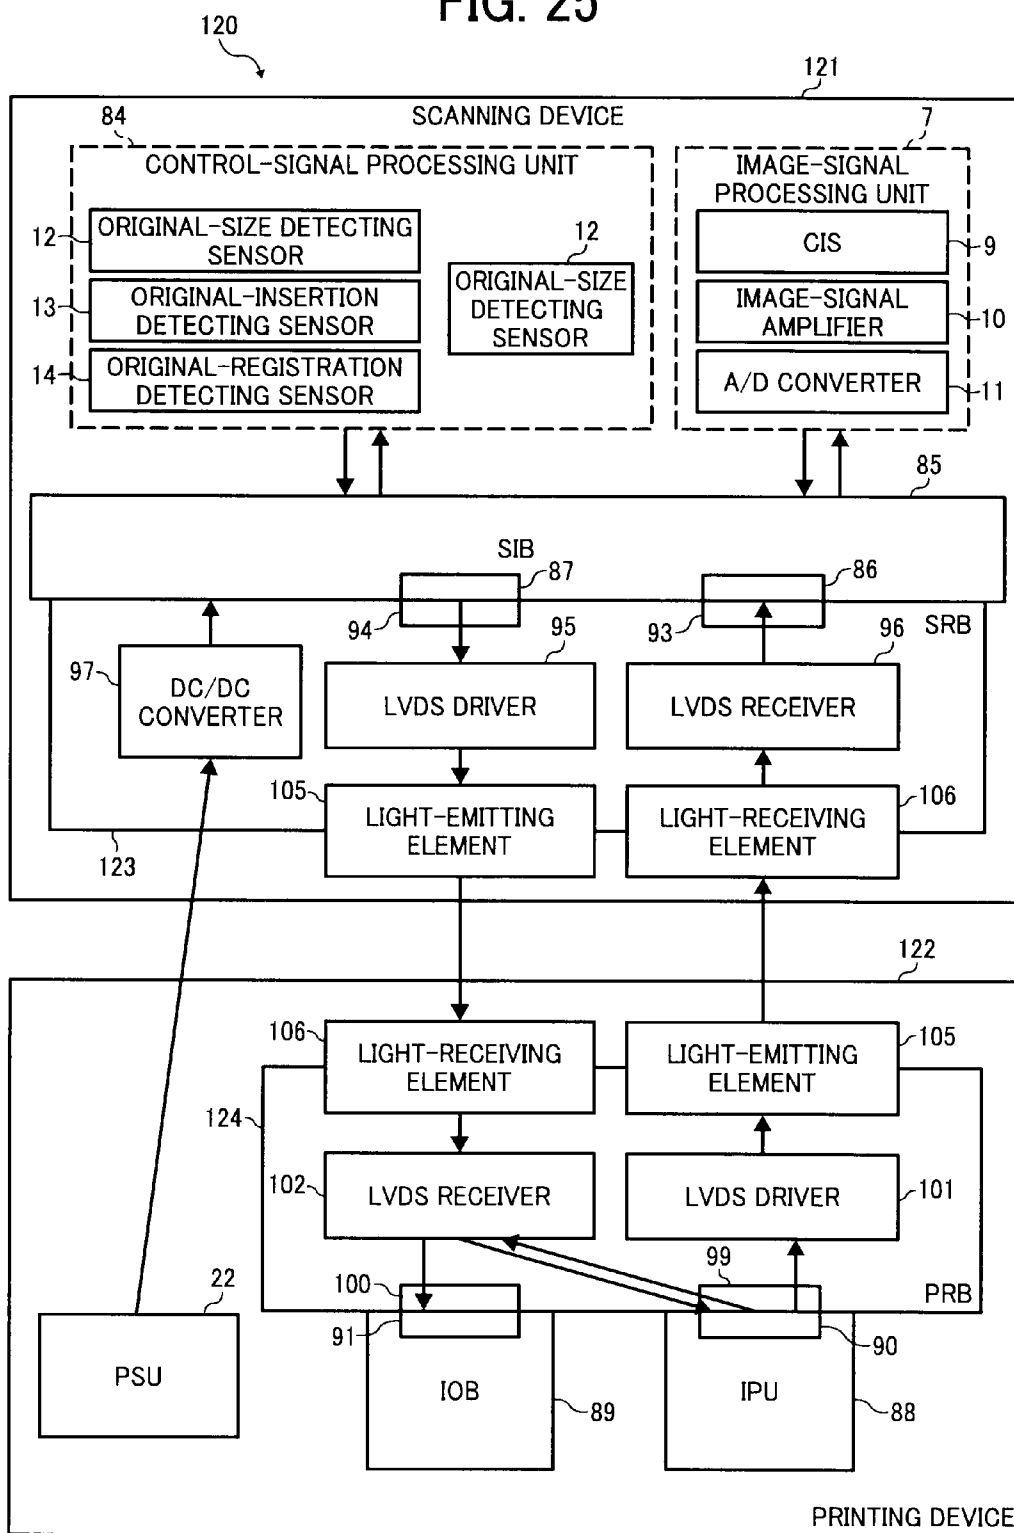 FIG. 25
120
121
SCANNING DEVICE
84
7
CONTROL-SIGNAL PROCESSING UNIT
IMAGE-SIGNAL
PROCESSING UNIT
12
ORIGINAL-SIZE DETECTING
SENSOR
13
ORIGINAL-INSERTION
DETECTING SENSOR
14
ORIGINAL-REGISTRATION
DETECTING SENSOR
12
ORIGINAL-SIZE
DETECTING
SENSOR
CIS
9
IMAGE-SIGNAL
AMPLIFIER
10
A/D CONVERTER
11
85
SIB
87
86
94
93
SRB
97
DC/DC
CONVERTER
95
LVDS DRIVER
96
LVDS RECEIVER
105
LIGHT-EMITTING
ELEMENT
LIGHT-RECEIVING
ELEMENT
106
123
122
106
LIGHT-RECEIVING
ELEMENT
LIGHT-EMITTING
ELEMENT
105
124
102
LVDS RECEIVER
LVDS DRIVER
101
22
PSU
100
91
99
90
PRB
IOB
89
IPU
88
PRINTING DEVICE